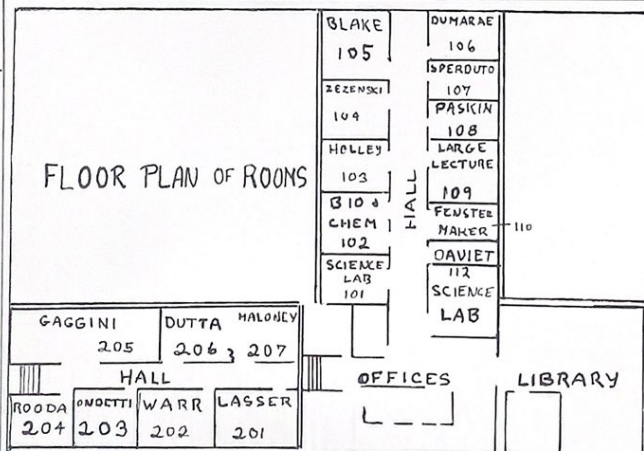 BLAKE
105
DUMARAE
106
SPERDUTO
107
ZEZENSKI
104
PASKIN
108
FLOOR PLAN OF ROOMS
HOLLEY
103
HALL
LARGE
LECTURE
109
BIO &
CHEM
102
FENSTER
MAKER
110
DAVIET
112
SCIENCE
LAB
101
SCIENCE
LAB
GAGGINI
205
DUTTA
206,
MALONEY
207
HALL
OFFICES
LIBRARY
ROODA
204
ONDETTI
203
WARR
202
LASSER
201